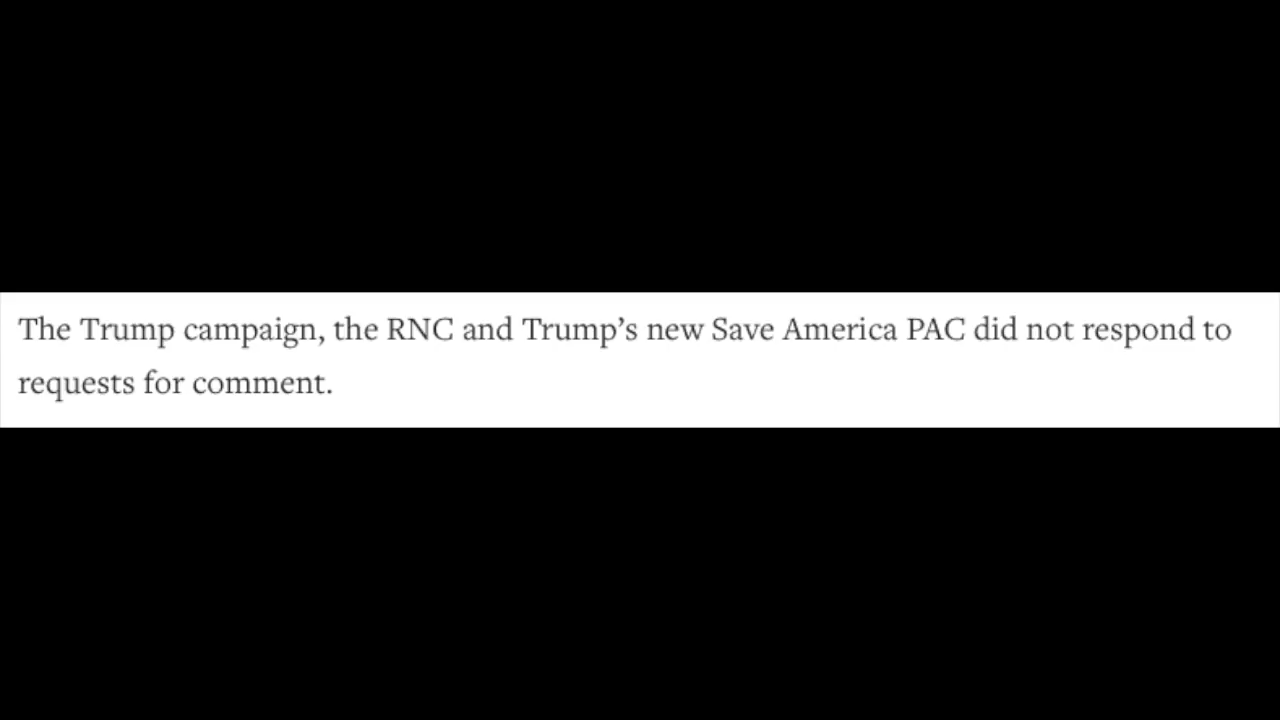 The Trump campaign, the RNC and Trump’s new Save America PAC did not respond to
requests for comment.